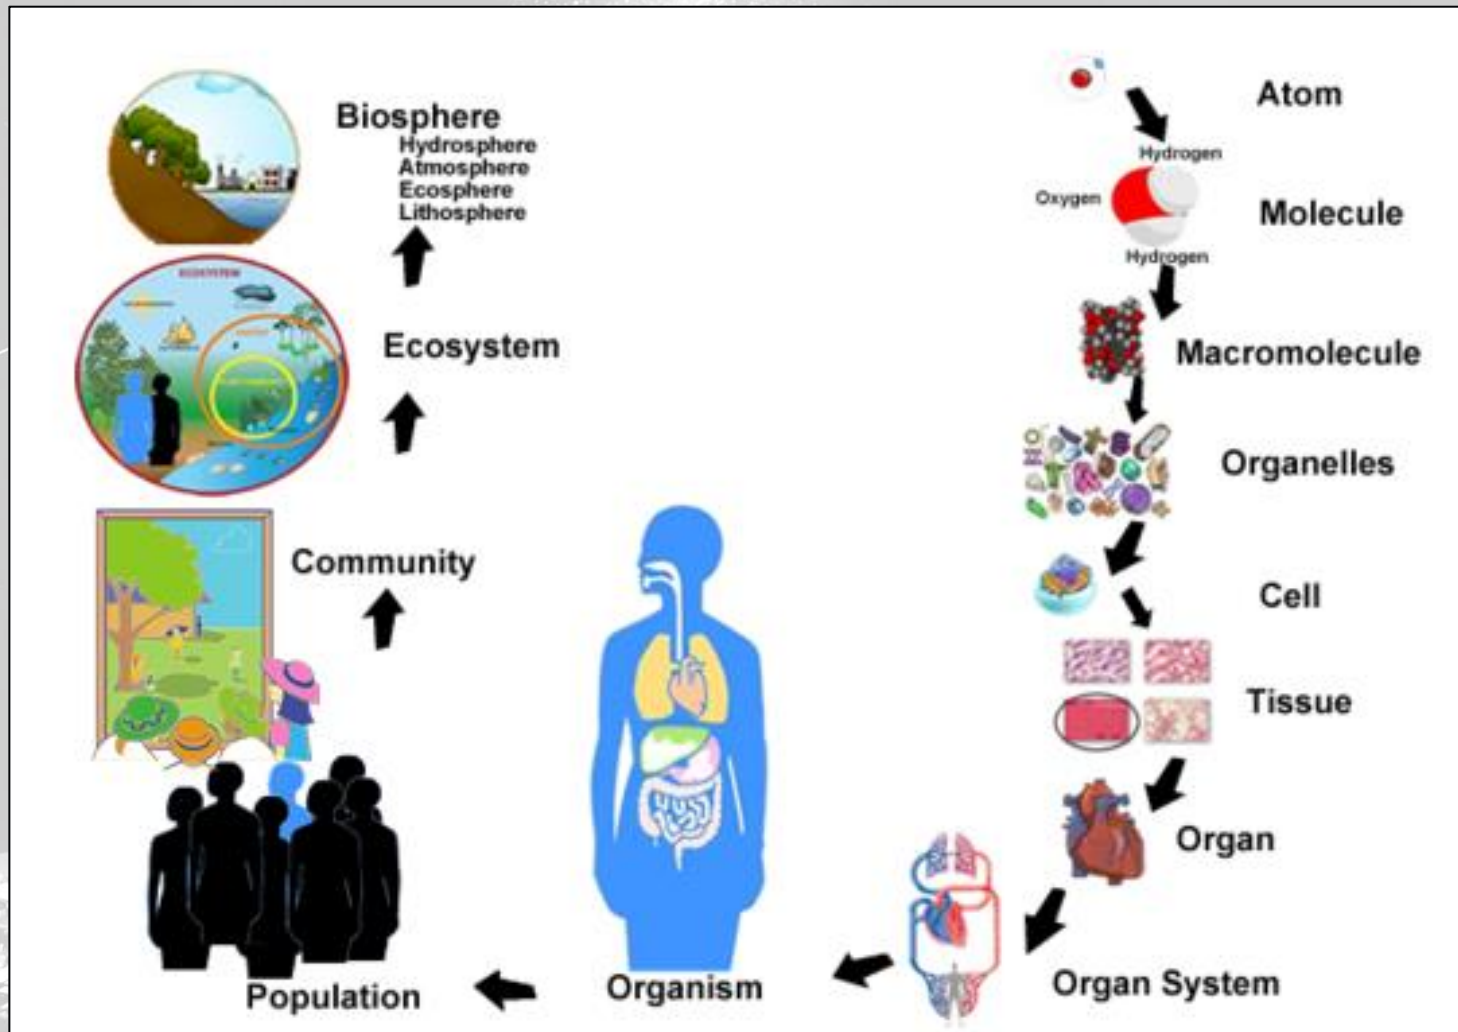 Biosphere
Hydrosphere
Atmosphere
Ecosphere
Lithosphere
ECOSYSTEM
Ecosystem
Community
Population
Organism
Atom
Hydrogen
Oxygen
Molecule
Hydrogen
Macromolecule
Organelles
Cell
Tissue
Organ
Organ System